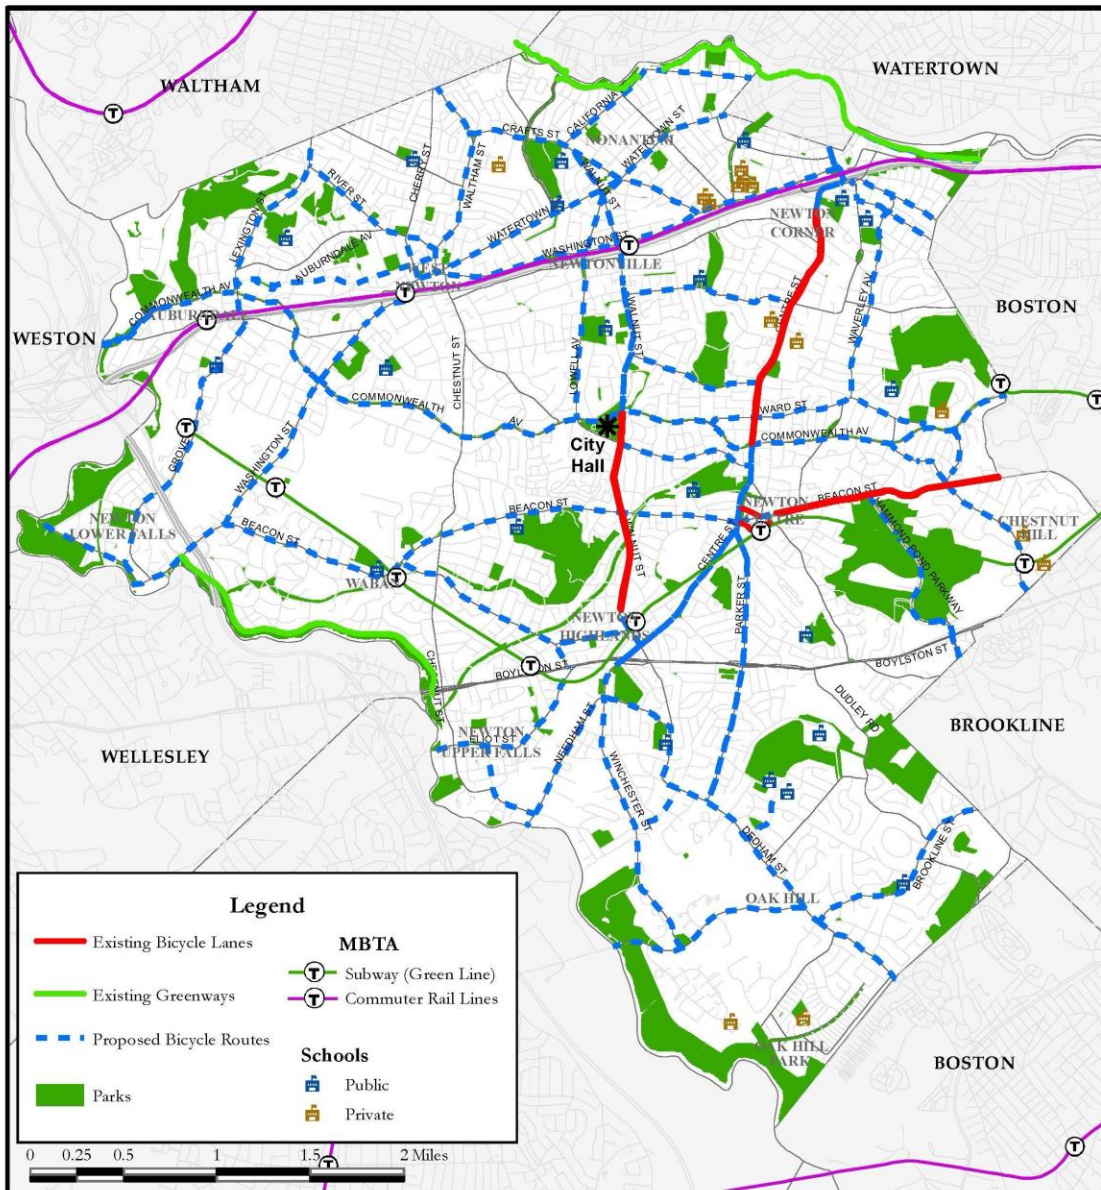 WATERTOWN
WALTHAM
CALIFORNIA
CRAFTS ST
NONANTUM
WATERTOWN ST
CHERRY ST
WALTHAM ST
WALNUT ST
RIVER ST
LEXINGTON ST
NEWTON
CORNER
WATERTOWN
WASHINGTON ST
AUBURNDALE AV
NEWTONVILLE
WEST
NEWTON
WAVERLEY AV
COMMONWEALTH AV
AUBURNDALE
BOSTON
WESTON
WALNUT ST
CHESTNUT ST
LOWELL AV
COMMONWEALTH
AV
WARD ST
COMMONWEALTH AV
City
Hall
GROVE
WASHINGTON ST
BEACON ST
BEACON ST
NEWTON
CENTRE
NEWTON
LOWER FALLS
BEACON ST
CHESTNUT
HILL
HAMMOND POND PARKWAY
CENTRE S
WALNUT ST
WABAN
PARKER ST
NEWTON
HIGHLANDS
BOYLSTON ST
BOYLSTON ST
CHESTNUT ST
DUDLEY RD
BROOKLINE
NEWTON
UPPER FALLS
ELIOT ST
NEEDHAM ST
WELLESLEY
WINCHESTER ST
DEDHAM ST
BROOKLINE ST
OAK HILL
OAK HILL
PARK
BOSTON
Legend
Existing Bicycle Lanes
Existing Greenways
Proposed Bicycle Routes
Parks
MBTA
T Subway (Green Line)
T Commuter Rail Lines
Schools
Public
Private
0 0.25 0.5 1 1.5 2 Miles